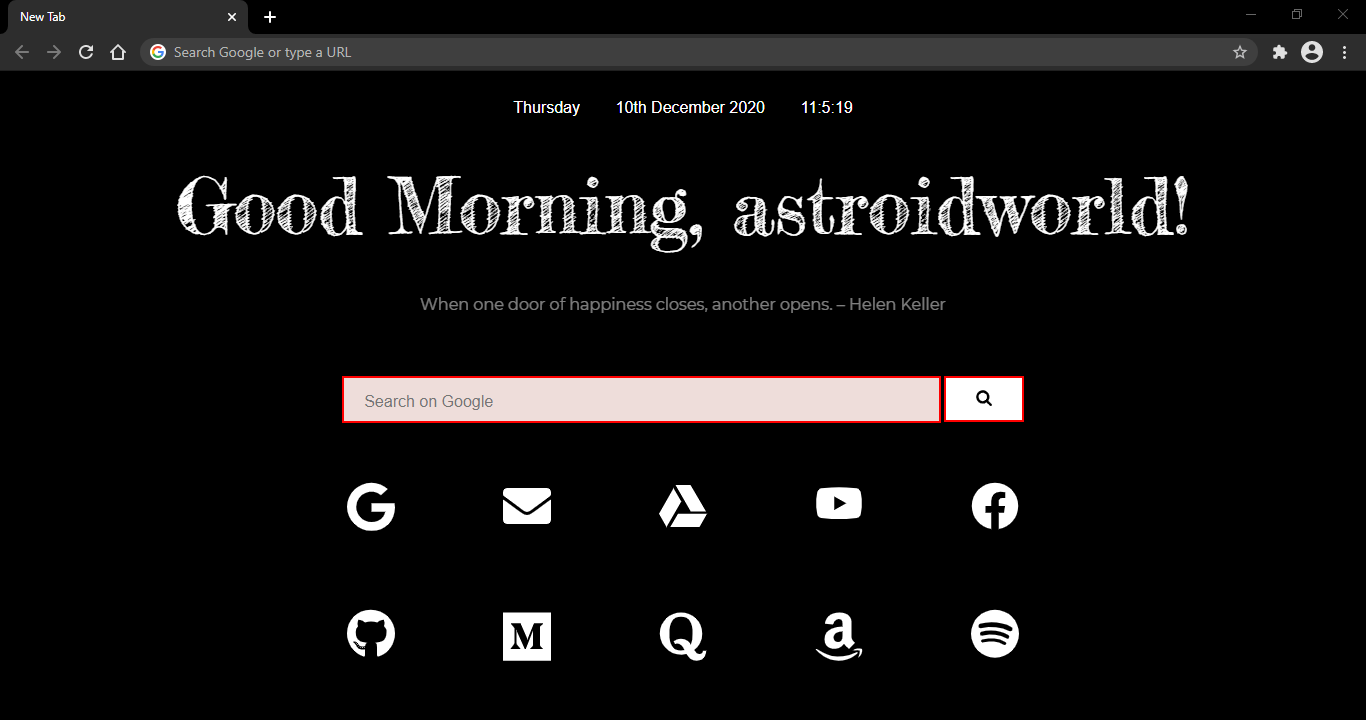 New Tab
Search Google or type a URL
Thursday 10th December 2020 11:5:19
Good Morning, astroidworld!
When one door of happiness closes, another opens. – Helen Keller
Search on Google